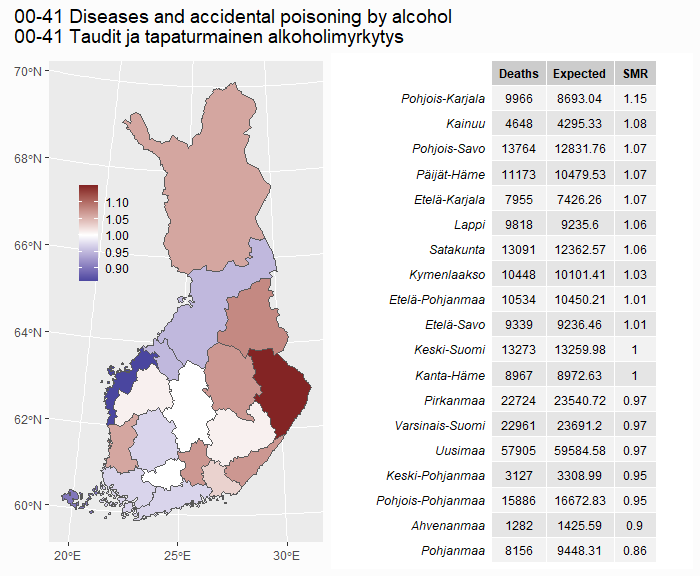 00-41 Diseases and accidental poisoning by alcohol
00-41 Taudit ja tapaturmainen alkoholimyrkytys
70°N
68°N
66°N
64°N
62°N
60°N
20°E 25°E 30°E
1.10
1.05
1.00
0.95
0.90
Deaths Expected SMR
Pohjois-Karjala 9966 8693.04 1.15
Kainuu 4648 4295.33 1.08
Pohjois-Savo 13764 12831.76 1.07
Päijät-Häme 11173 10479.53 1.07
Etelä-Karjala 7955 7426.26 1.07
Lappi 9818 9235.6 1.06
Satakunta 13091 12362.57 1.06
Kymenlaakso 10448 10101.41 1.03
Etelä-Pohjanmaa 10534 10450.21 1.01
Etelä-Savo 9339 9236.46 1.01
Keski-Suomi 13273 13259.98 1
Kanta-Häme 8967 8972.63 1
Pirkanmaa 22724 23540.72 0.97
Varsinais-Suomi 22961 23691.2 0.97
Uusimaa 57905 59584.58 0.97
Keski-Pohjanmaa 3127 3308.99 0.95
Pohjois-Pohjanmaa 15886 16672.83 0.95
Ahvenanmaa 1282 1425.59 0.9
Pohjanmaa 8156 9448.31 0.86